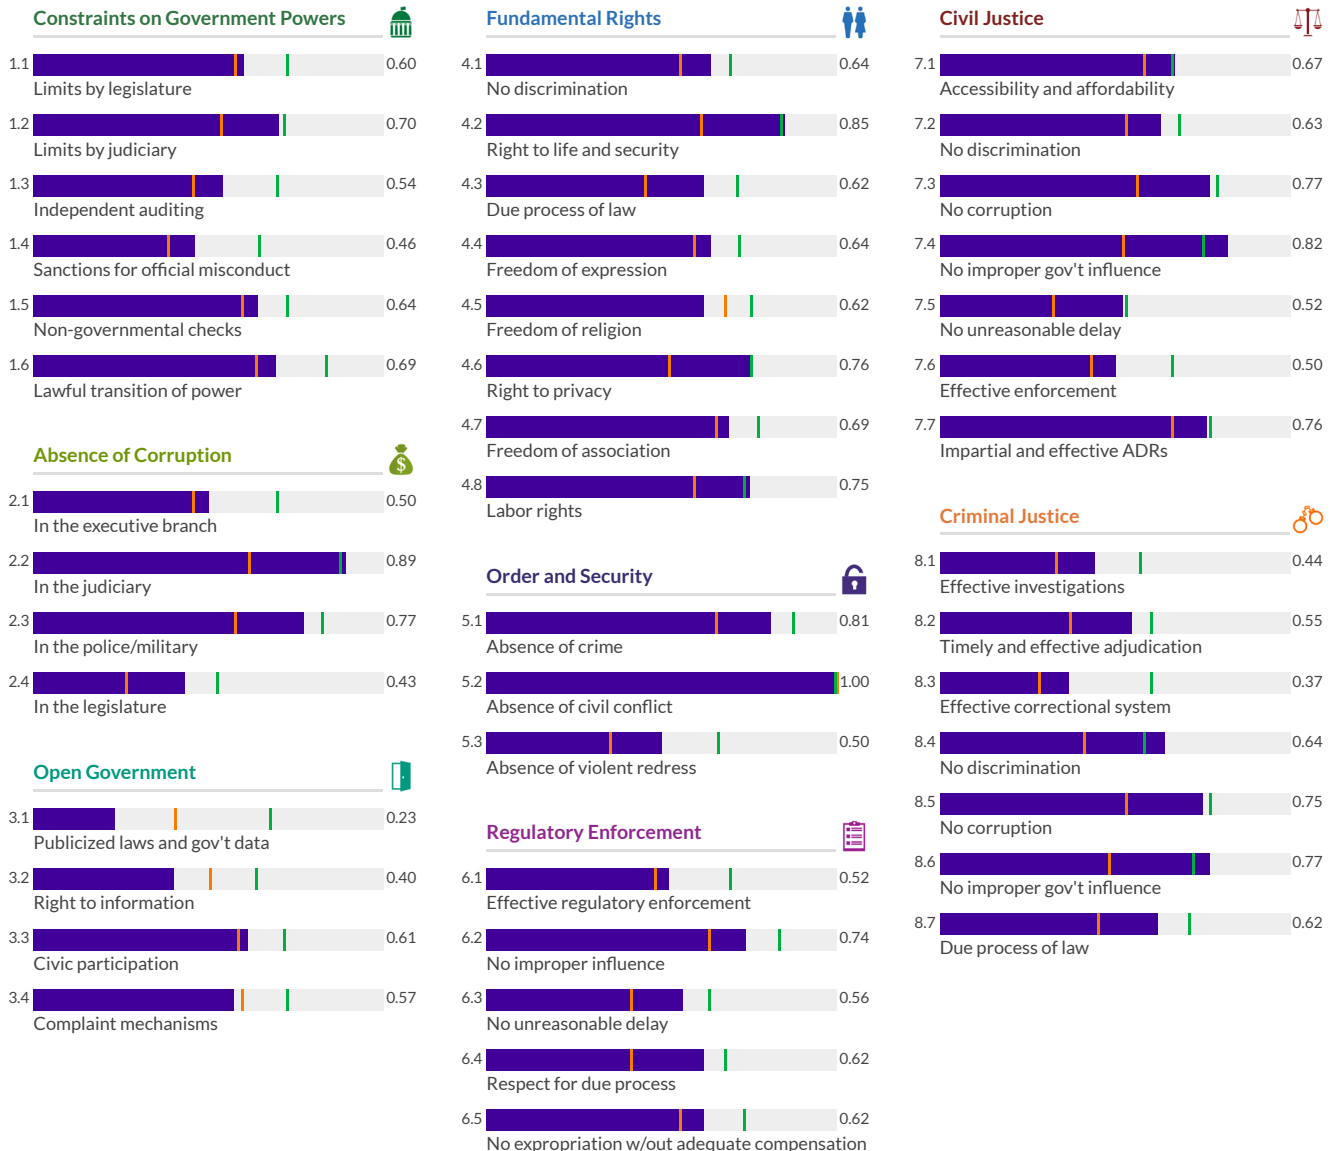 Constraints on Government Powers
1.1 0.60
Limits by legislature
1.2 0.70
Limits by judiciary
1.3 0.54
Independent auditing
1.4 0.46
Sanctions for official misconduct
1.5 0.64
Non-governmental checks
1.6 0.69
Lawful transition of power
Absence of Corruption
$
2.1 0.50
In the executive branch
2.2 0.89
In the judiciary
2.3 0.77
In the police/military
2.4 0.43
In the legislature
Open Government
3.1 0.23
Publicized laws and gov't data
3.2 0.40
Right to information
3.3 0.61
Civic participation
3.4 0.57
Complaint mechanisms
Fundamental Rights
4.1 0.64
No discrimination
4.2 0.85
Right to life and security
4.3 0.62
Due process of law
4.4 0.64
Freedom of expression
4.5 0.62
Freedom of religion
4.6 0.76
Right to privacy
4.7 0.69
Freedom of association
4.8 0.75
Labor rights
Order and Security
5.1 0.81
Absence of crime
5.2 1.00
Absence of civil conflict
5.3 0.50
Absence of violent redress
Regulatory Enforcement
6.1 0.52
Effective regulatory enforcement
6.2 0.74
No improper influence
6.3 0.56
No unreasonable delay
6.4 0.62
Respect for due process
6.5 0.62
No expropriation w/out adequate compensation
Civil Justice
7.1 0.67
Accessibility and affordability
7.2 0.63
No discrimination
7.3 0.77
No corruption
7.4 0.82
No improper gov't influence
7.5 0.52
No unreasonable delay
7.6 0.50
Effective enforcement
7.7 0.76
Impartial and effective ADRs
Criminal Justice
8.1 0.44
Effective investigations
8.2 0.55
Timely and effective adjudication
8.3 0.37
Effective correctional system
8.4 0.64
No discrimination
8.5 0.75
No corruption
8.6 0.77
No improper gov't influence
8.7 0.62
Due process of law